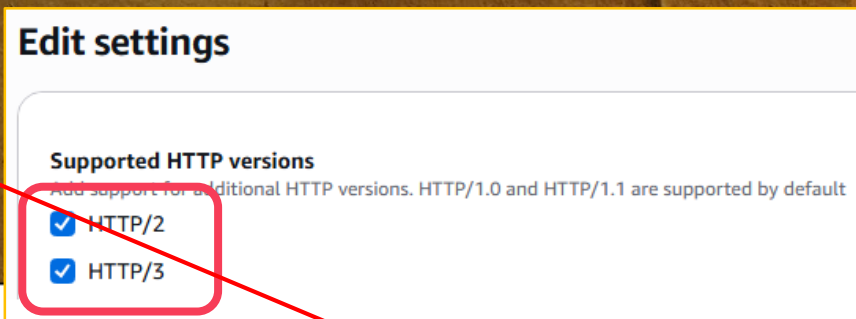 Edit settings
Supported HTTP versions
Add support for additional HTTP versions. HTTP/1.0 and HTTP/1.1 are supported by default
HTTP/2
HTTP/3